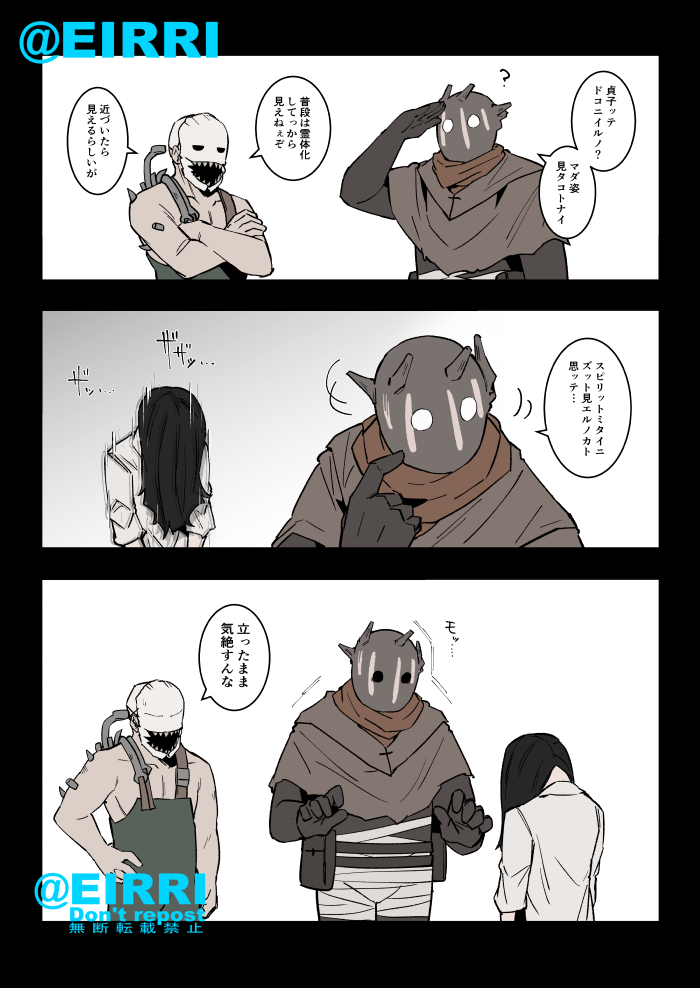 @EIRRI
貞子ッテ
ドコニイルノ？
マダ姿
見タコトナイ
?
普段は霊体化
してっから
見えねぇぞ
近づいたら
見えるらしいが
スピリットミタイニ
ズット見エルノカト
思ッテ…
ザザッ…
ザッ…
モッ…
立ったまま
気絶すんな
@EIRRI
Don't repost
無断転載禁止